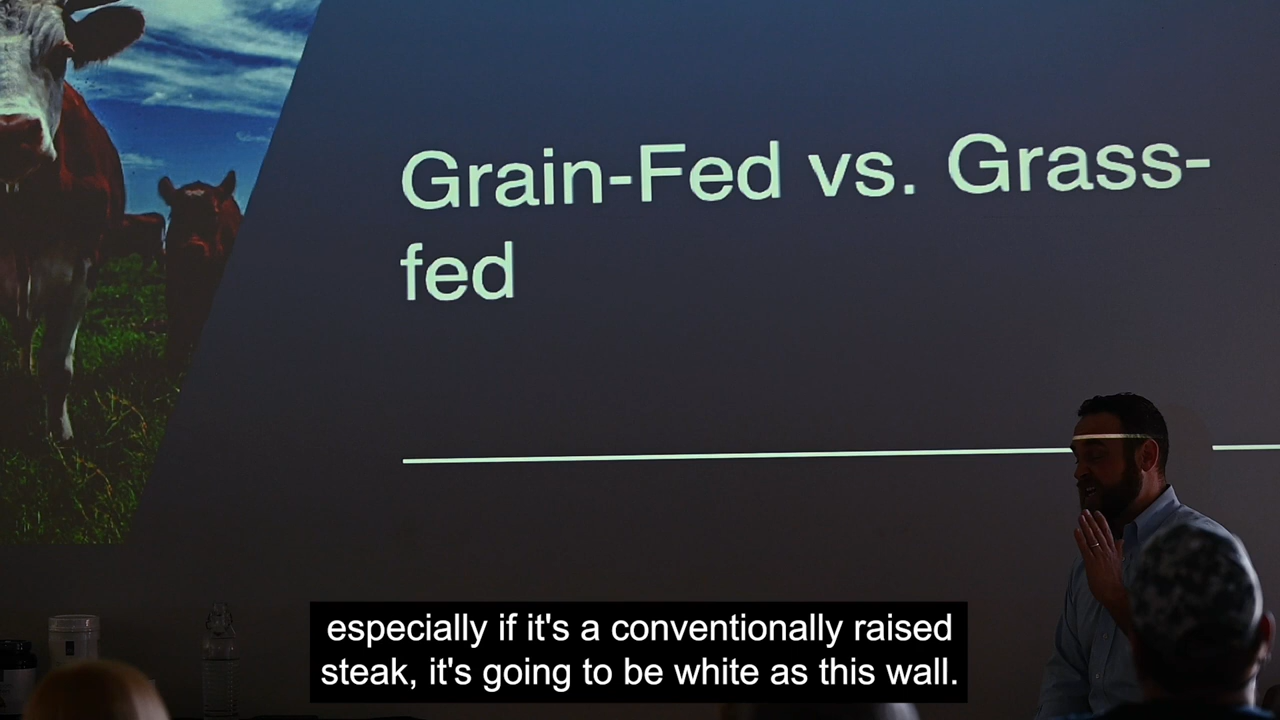 Grain-Fed vs. Grass-
fed
especially if it's a conventionally raised
steak, it's going to be white as this wall.